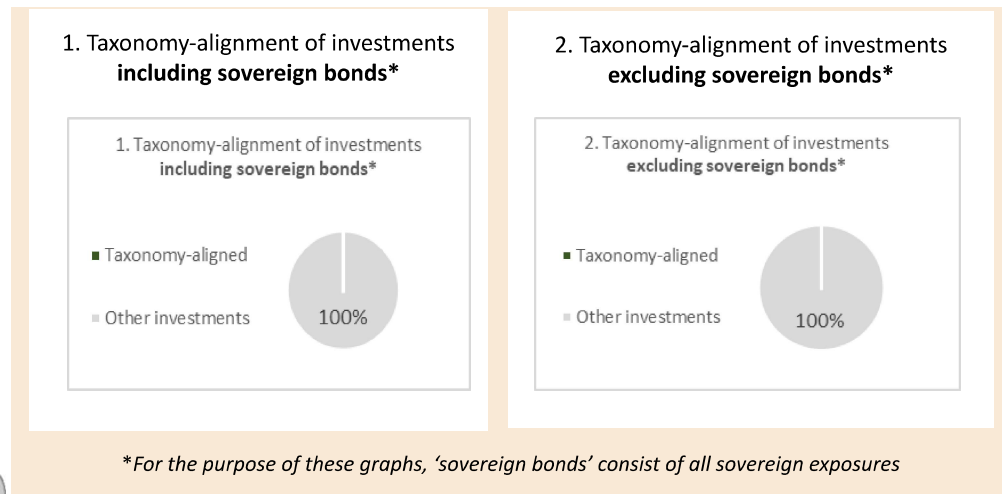 1. Taxonomy-alignment of investments
including sovereign bonds*
1. Taxonomy-alignment of investments
including sovereign bonds*
Taxonomy-aligned
Other investments
100%
2. Taxonomy-alignment of investments
excluding sovereign bonds*
2. Taxonomy-alignment of investments
excluding sovereign bonds*
Taxonomy-aligned
Other investments
100%
*For the purpose of these graphs, ‘sovereign bonds’ consist of all sovereign exposures